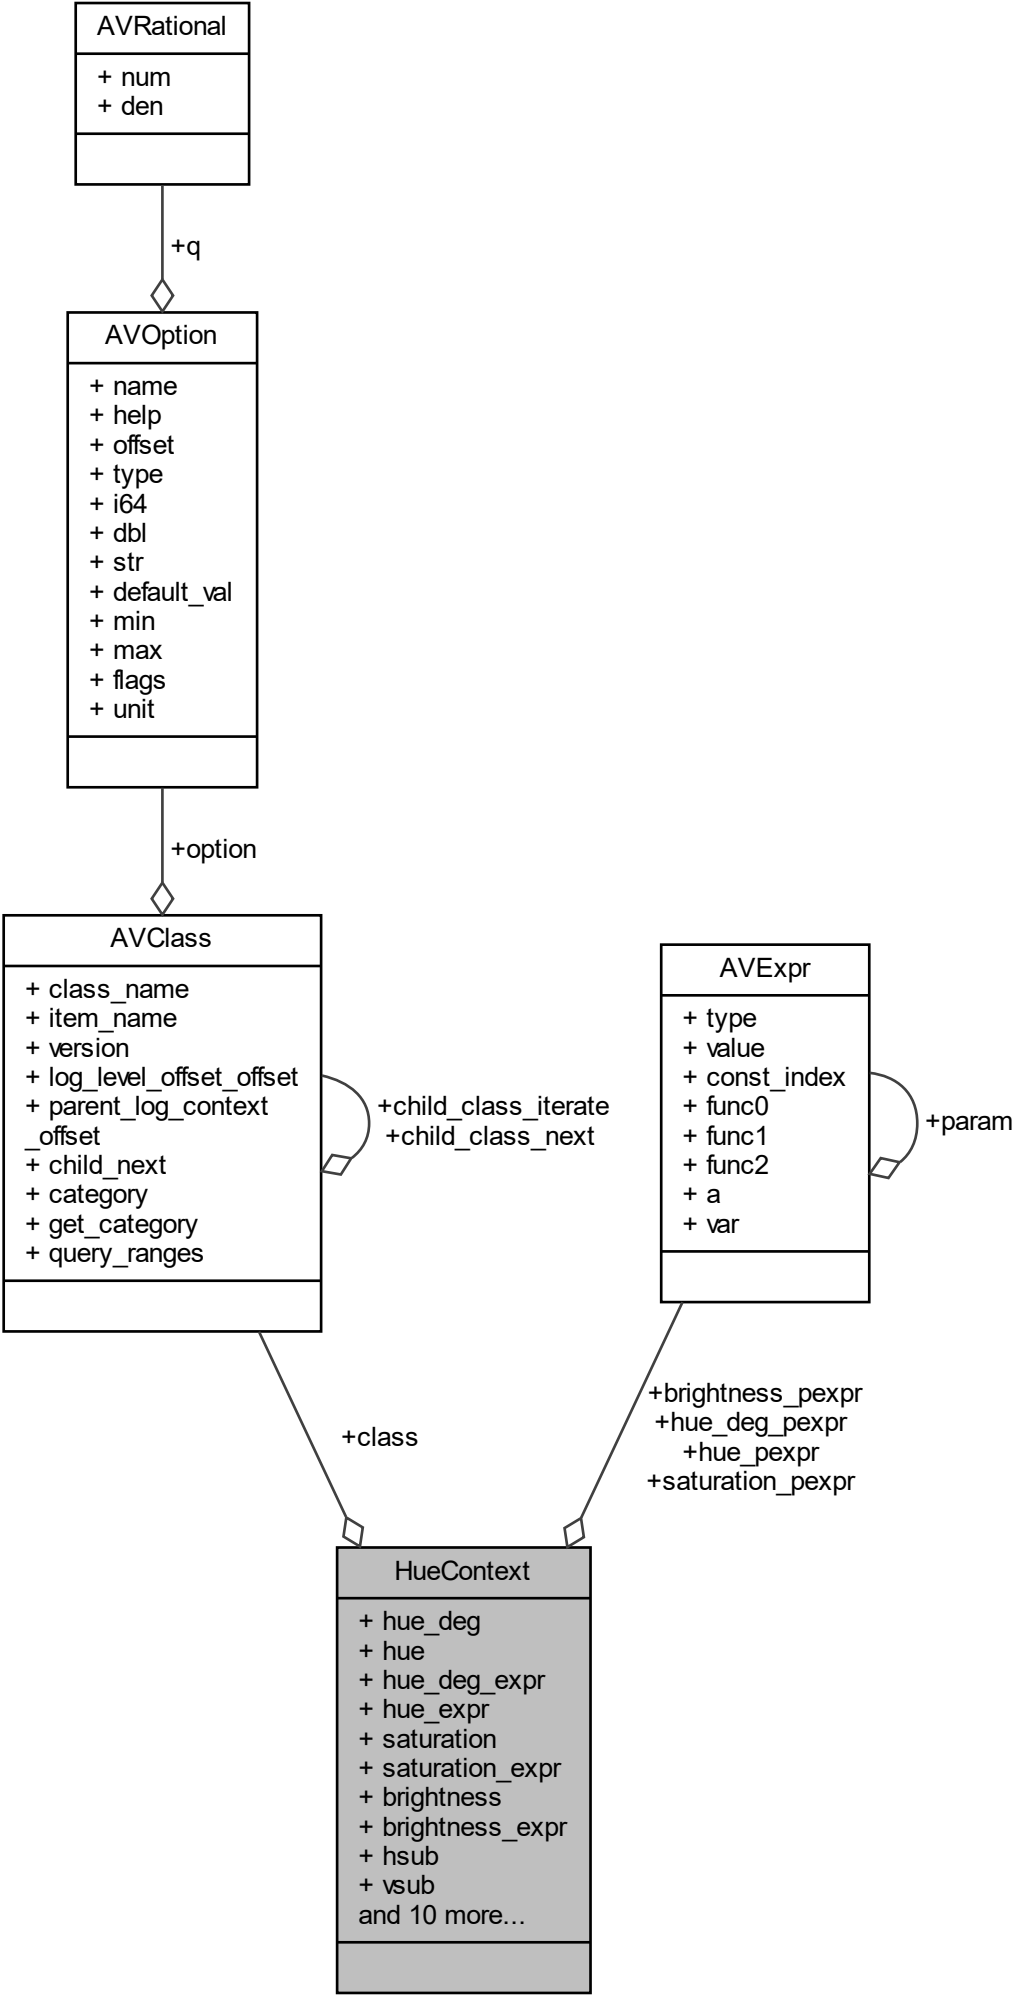 AVRational
+ num
+ den
+q
AVOption
+ name
+ help
+ offset
+ type
+ i64
+ dbl
+ str
+ default_val
+ min
+ max
+ flags
+ unit
+option
AVClass
+ class_name
+ item_name
+ version
+ log_level_offset_offset
+ parent_log_context
_offset
+ child_next
+ category
+ get_category
+ query_ranges
+child_class_iterate
+child_class_next
AVExpr
+ type
+ value
+ const_index
+ func0
+ func1
+ func2
+ a
+ var
+param
+class
+brightness_pexpr
+hue_deg_pexpr
+hue_pexpr
+saturation_pexpr
HueContext
+ hue_deg
+ hue
+ hue_deg_expr
+ hue_expr
+ saturation
+ saturation_expr
+ brightness
+ brightness_expr
+ hsub
+ vsub
and 10 more...